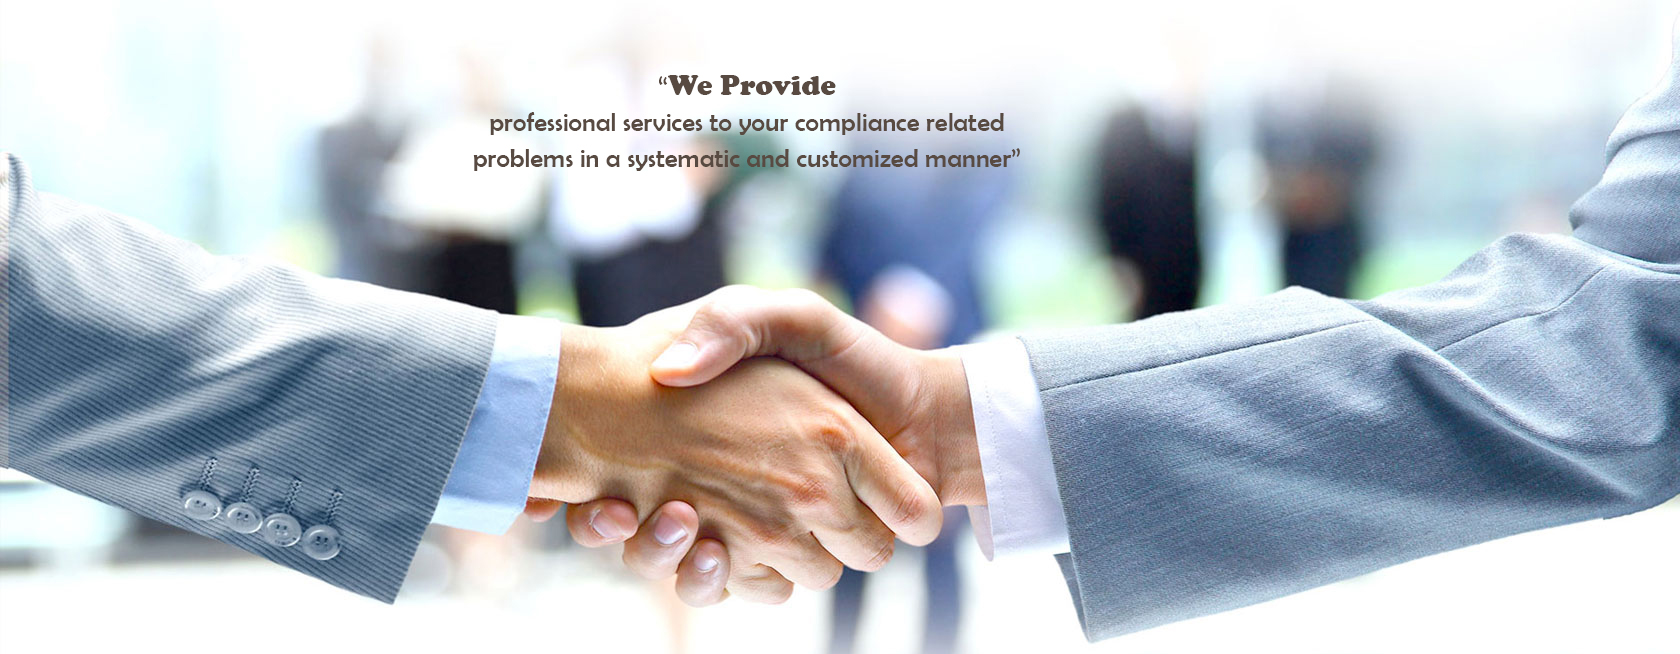 “We Provide
professional services to your compliance related
problems in a systematic and customized manner”